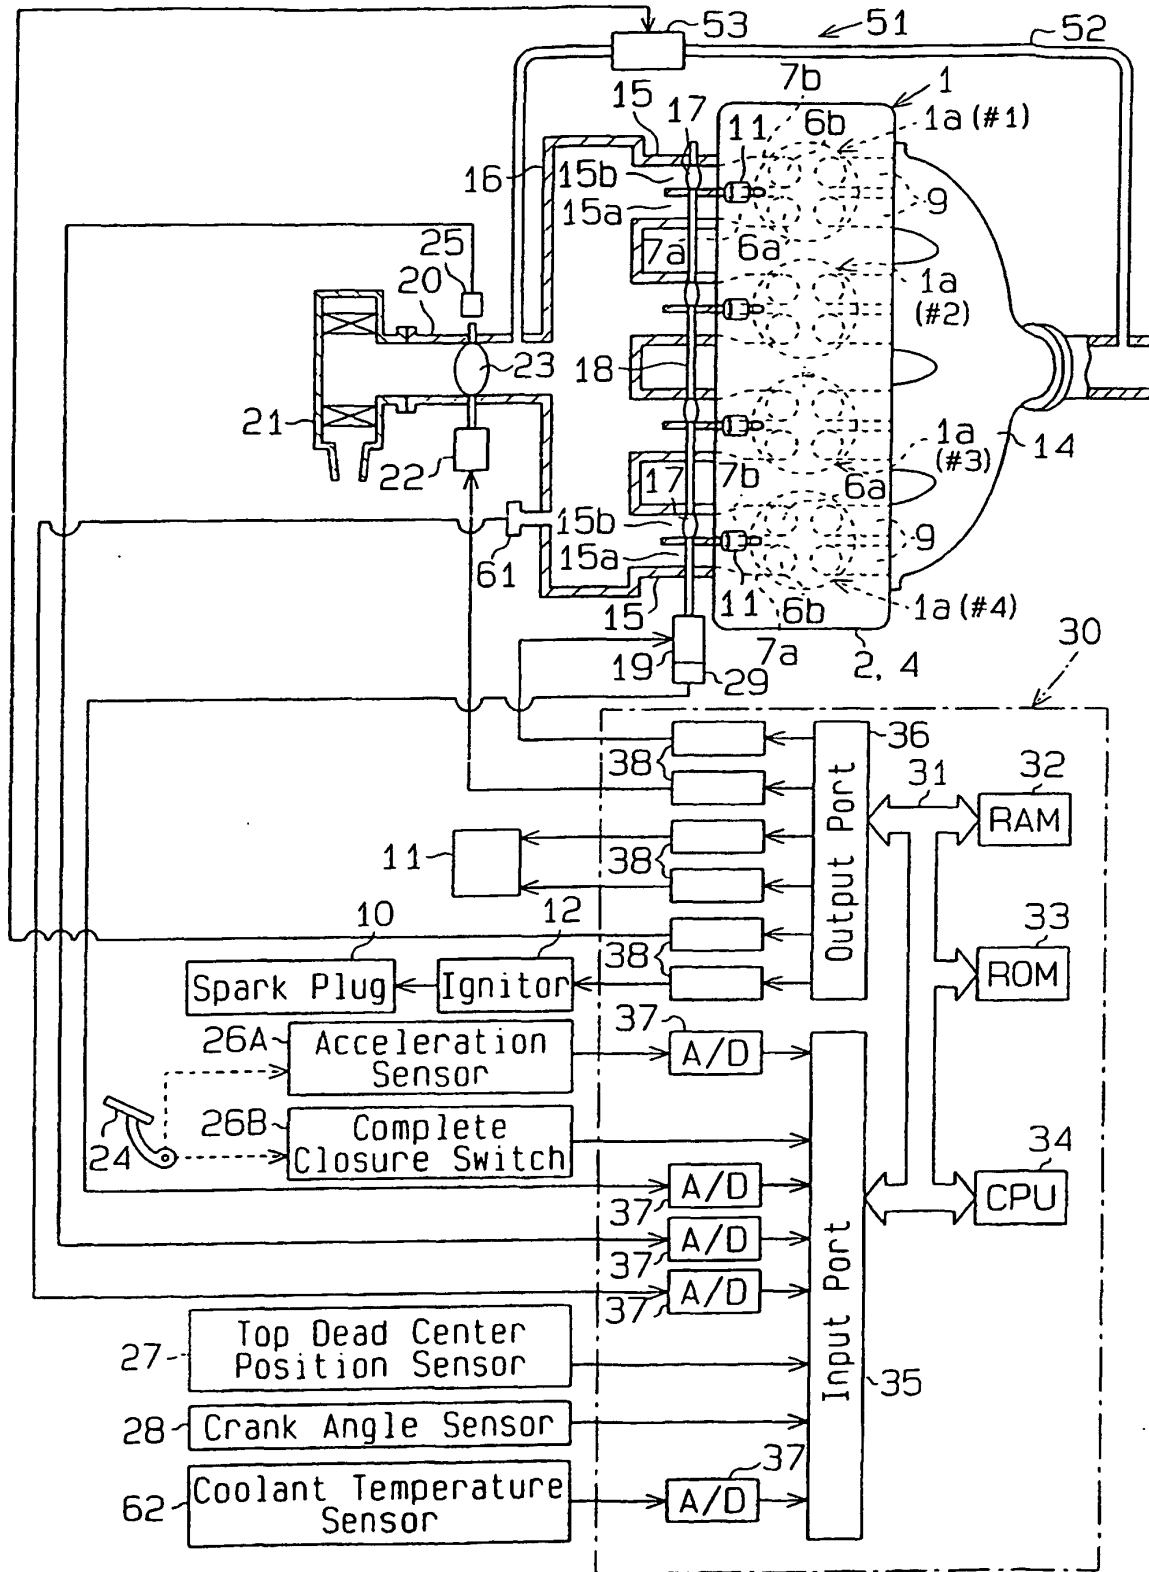 53
51
52
7b
1
15
17
11
6b
1a (#1)
16
15b
9
15a
25
7a
6a
20
1a
(#2)
23
18
21
1a
(#3)
14
22
7b
6a
17
15b
9
61
15a
11
6b
1a (#4)
15
30
19
7a
2, 4
29
36
38
31
32
RAM
11
38
Output Port
10
12
33
38
ROM
Spark Plug
Ignitor
37
26A
Acceleration
Sensor
A/D
26B
Complete
Closure Switch
24
34
A/D
CPU
37
A/D
37
A/D
37
Input Port
27
Top Dead Center
Position Sensor
35
28
Crank Angle Sensor
37
62
Coolant Temperature
Sensor
A/D